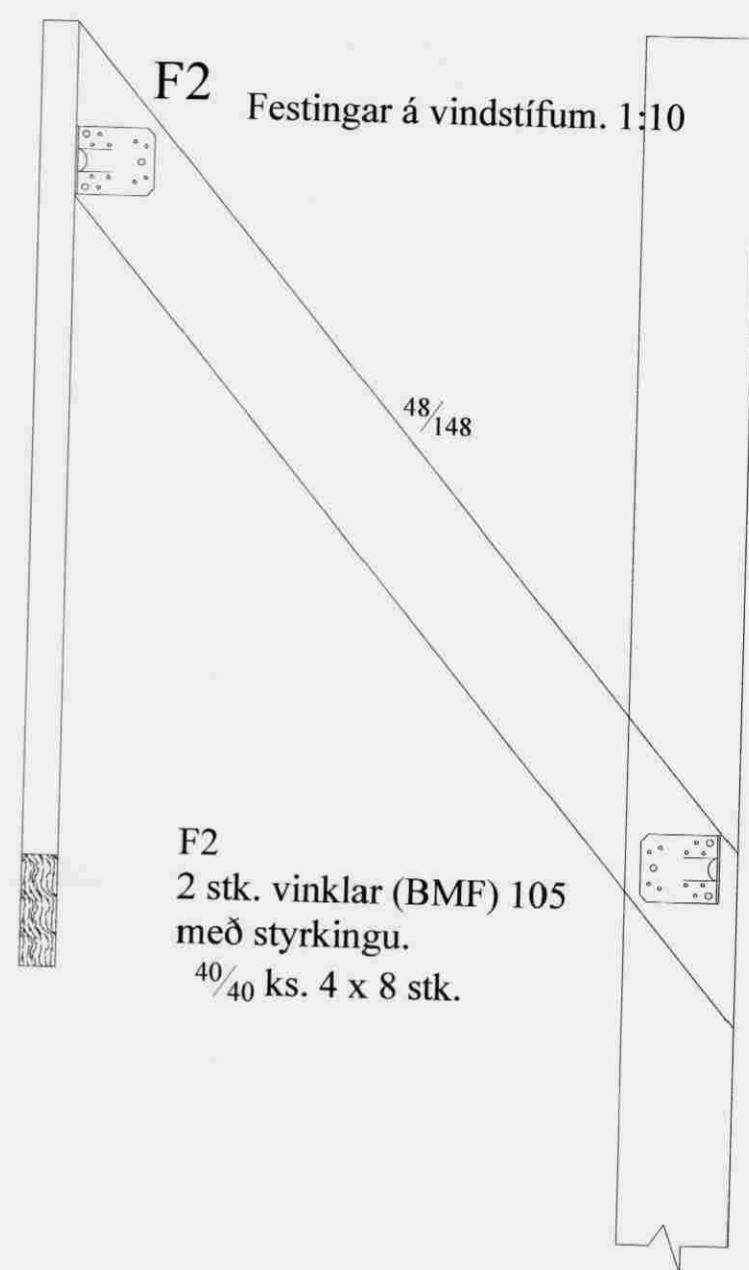 F2
Festingar á vindstífum. 1:10
48/148
F2
2 stk. vinklar (BMF) 105
með styrkingu.
40/40 ks. 4 x 8 stk.